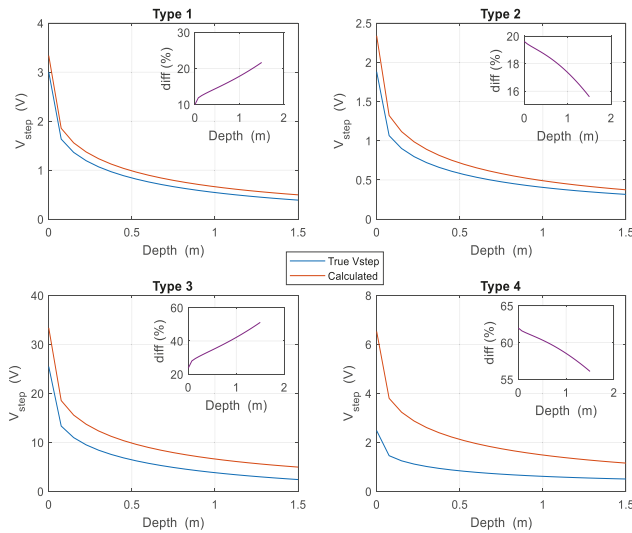 Type 1
4
3
2
1
0
V_step (V)
0
0.5
1
1.5
Depth (m)
30
20
10
diff (%)
0
1
2
Depth (m)
Type 2
2.5
2
1.5
1
0.5
0
V_step (V)
0
0.5
1
1.5
Depth (m)
20
18
16
diff (%)
0
1
2
Depth (m)
True Vstep
Calculated
Type 3
40
30
20
10
0
V_step (V)
0
0.5
1
1.5
Depth (m)
60
40
20
diff (%)
0
1
2
Depth (m)
Type 4
8
6
4
2
0
V_step (V)
0
0.5
1
1.5
Depth (m)
65
60
55
diff (%)
0
1
2
Depth (m)